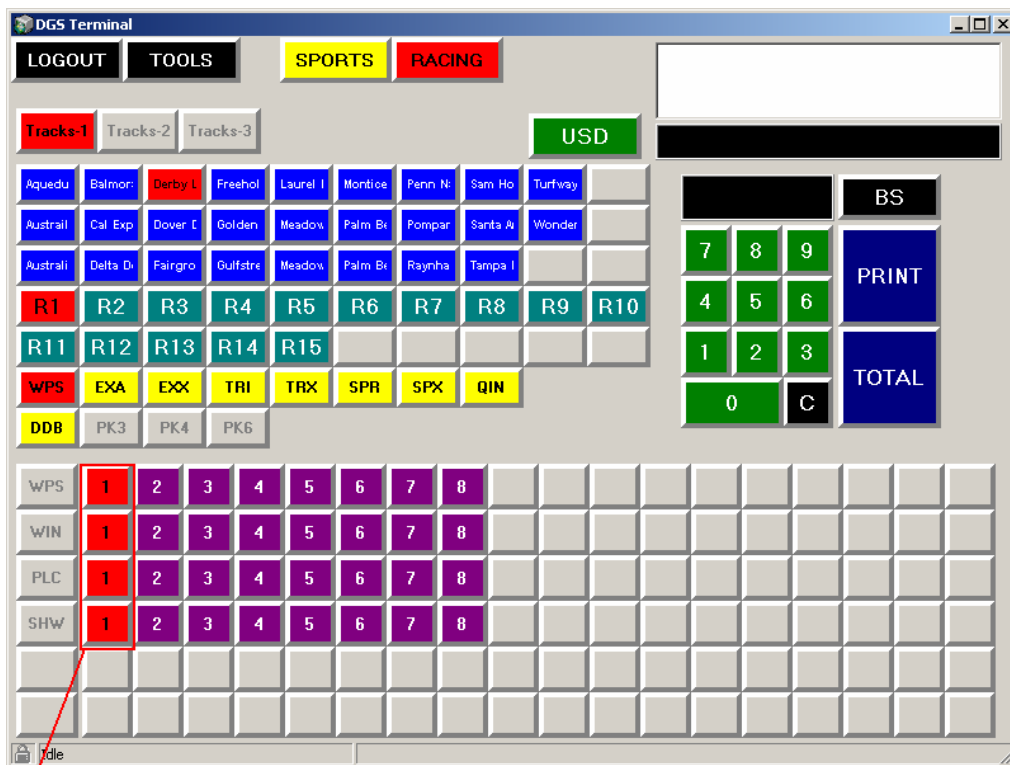 DGS Terminal
LOGOUT TOOLS SPORTS RACING
Tracks-1 Tracks-2 Tracks-3 USD
Aquedu Balmor: Derby L Freehol Laurel I Montice Penn N: Sam Ho Turfway BS
Austrail Cal Exp Dover D Golden Meadow Palm Be Pompar Santa A Wonder
7 8 9 PRINT
Australi Delta D Fairgro Gulfstre Meadow Palm Be Raynha Tampa I
R1 R2 R3 R4 R5 R6 R7 R8 R9 R10 4 5 6
R11 R12 R13 R14 R15 1 2 3
WPS EXA EXX TRI TRX SPR SPX QIN TOTAL
0 C
DDB PK3 PK4 PK6
WPS 1 2 3 4 5 6 7 8
WIN 1 2 3 4 5 6 7 8
PLC 1 2 3 4 5 6 7 8
SHW 1 2 3 4 5 6 7 8
Idle